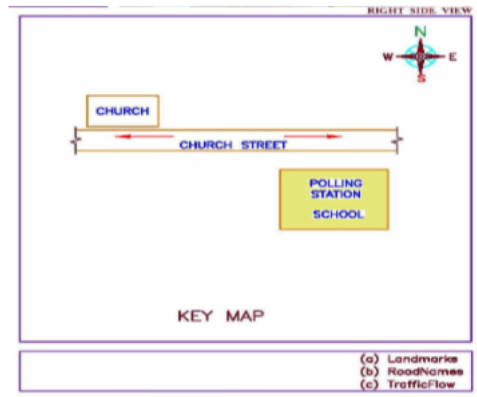 RIGHT SIDE VIEW
N
W E
S
CHURCH
CHURCH STREET
POLLING
STATION
SCHOOL
KEY MAP
(a) Landmarks
(b) RoadNames
(c) TrafficFlow